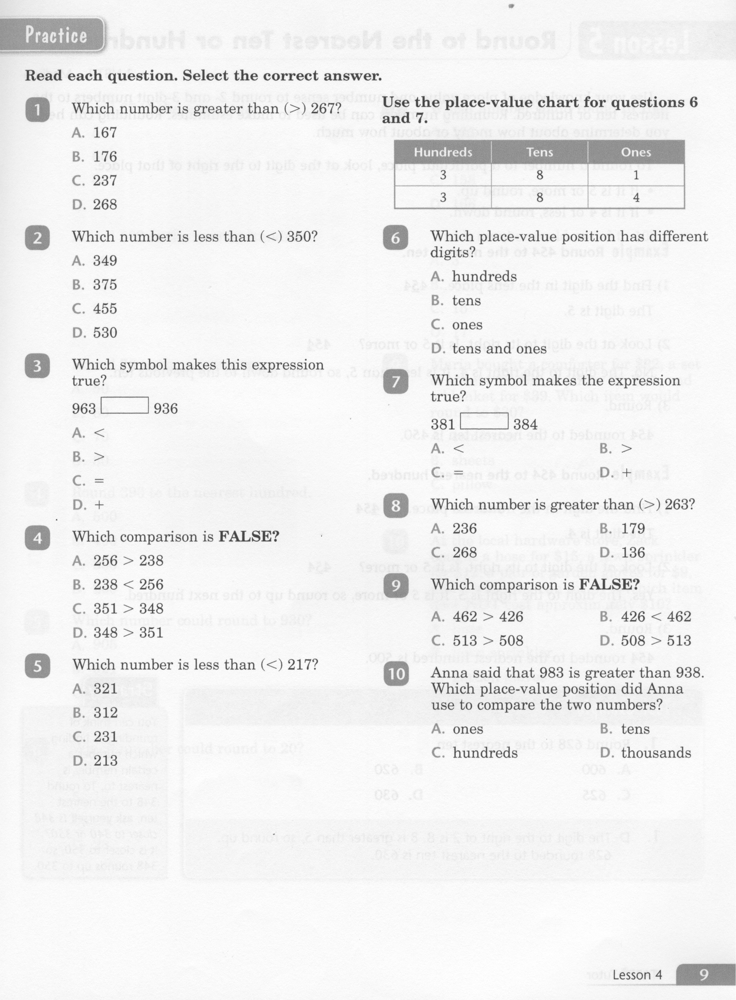 Practice
Read each question. Select the correct answer.
1 Which number is greater than (>) 267?
A. 167
B. 176
C. 237
D. 268
2 Which number is less than (<) 350?
A. 349
B. 375
C. 455
D. 530
3 Which symbol makes this expression
true?
963 936
A. <
B. >
C. =
D. +
4 Which comparison is FALSE?
A. 256 > 238
B. 238 < 256
C. 351 > 348
D. 348 > 351
5 Which number is less than (<) 217?
A. 321
B. 312
C. 231
D. 213
Use the place-value chart for questions 6
and 7.
Hundreds Tens Ones
3 8 1
3 8 4
6 Which place-value position has different
digits?
A. hundreds
B. tens
C. ones
D. tens and ones
7 Which symbol makes the expression
true?
381 384
A. < B. >
C. = D. +
8 Which number is greater than (>) 263?
A. 236 B. 179
C. 268 D. 136
9 Which comparison is FALSE?
A. 462 > 426 B. 426 < 462
C. 513 > 508 D. 508 > 513
10 Anna said that 983 is greater than 938.
Which place-value position did Anna
use to compare the two numbers?
A. ones B. tens
C. hundreds D. thousands
Lesson 4 9